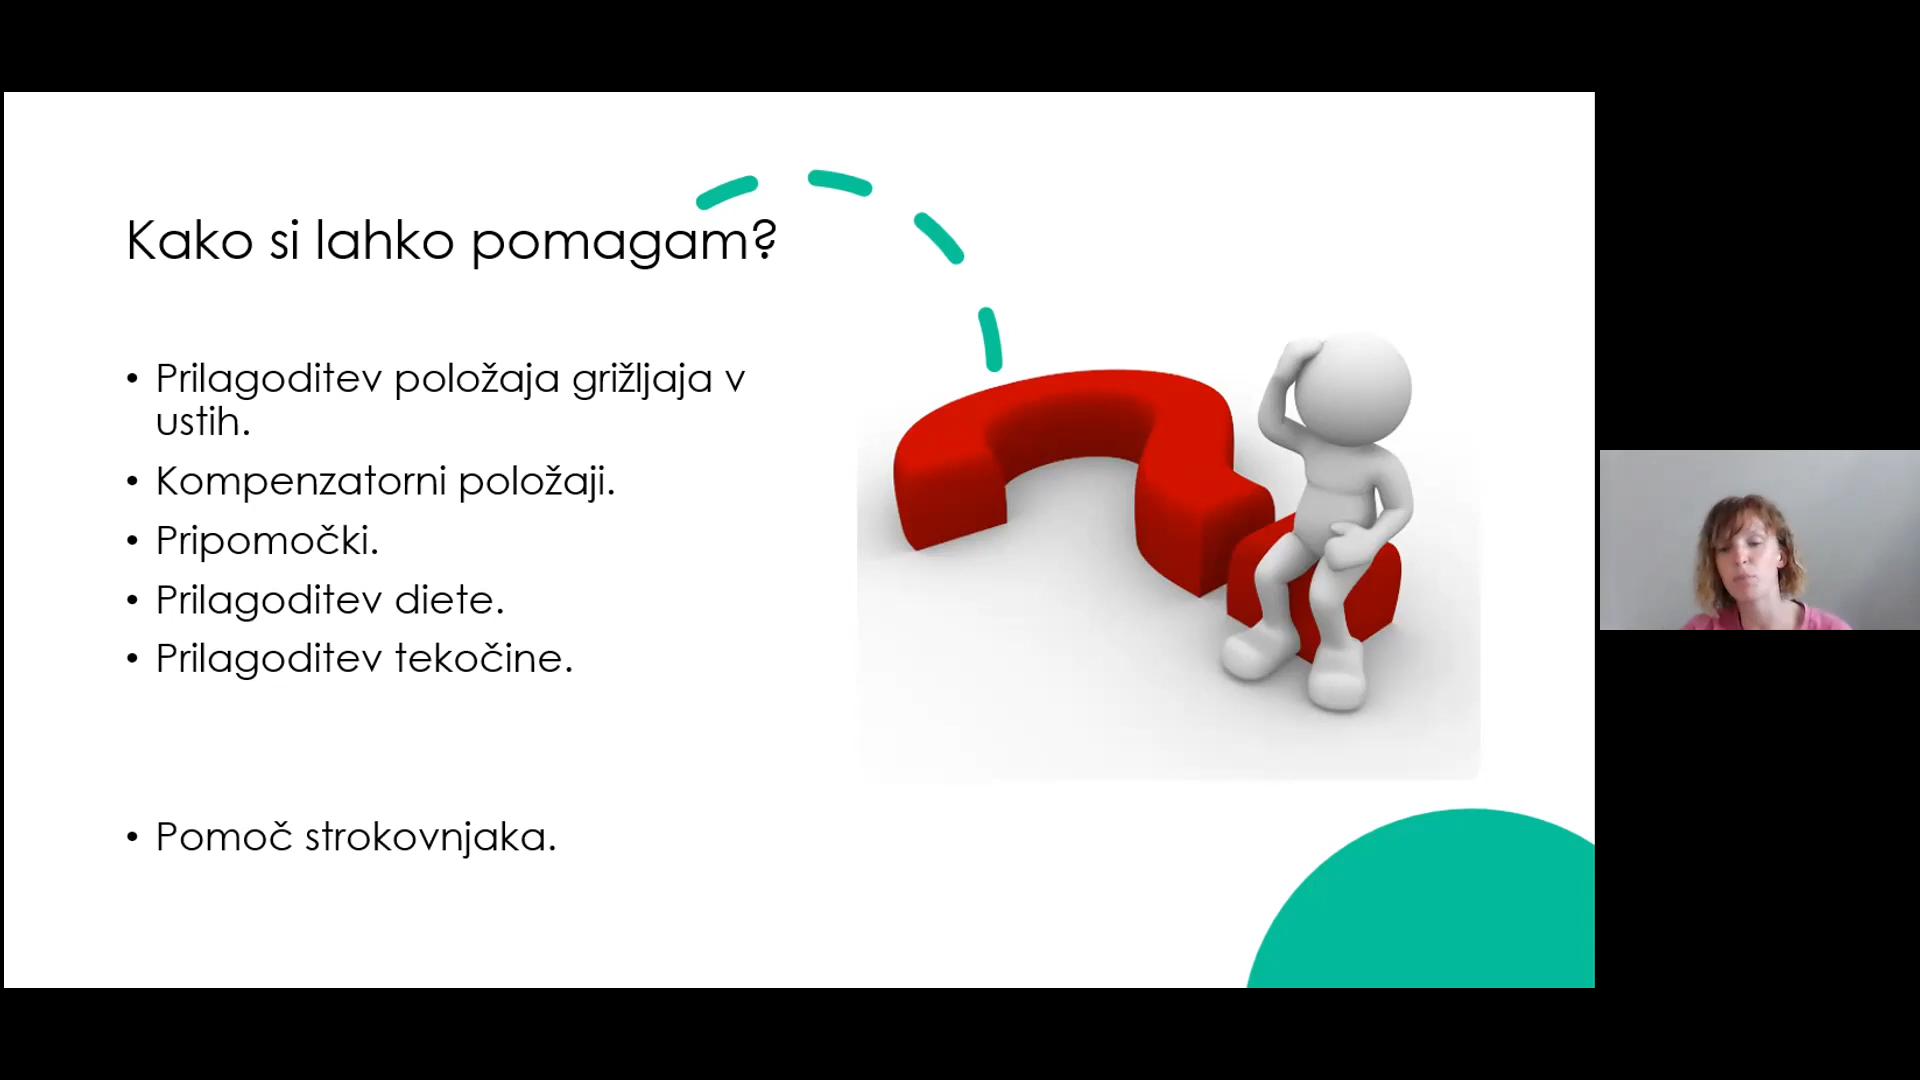 Kako si lahko pomagam?
• Prilagoditev položaja grižljaja v
ustih.
• Kompenzatorni položaji.
• Pripomočki.
• Prilagoditev diete.
• Prilagoditev tekočine.
• Pomoč strokovnjaka.